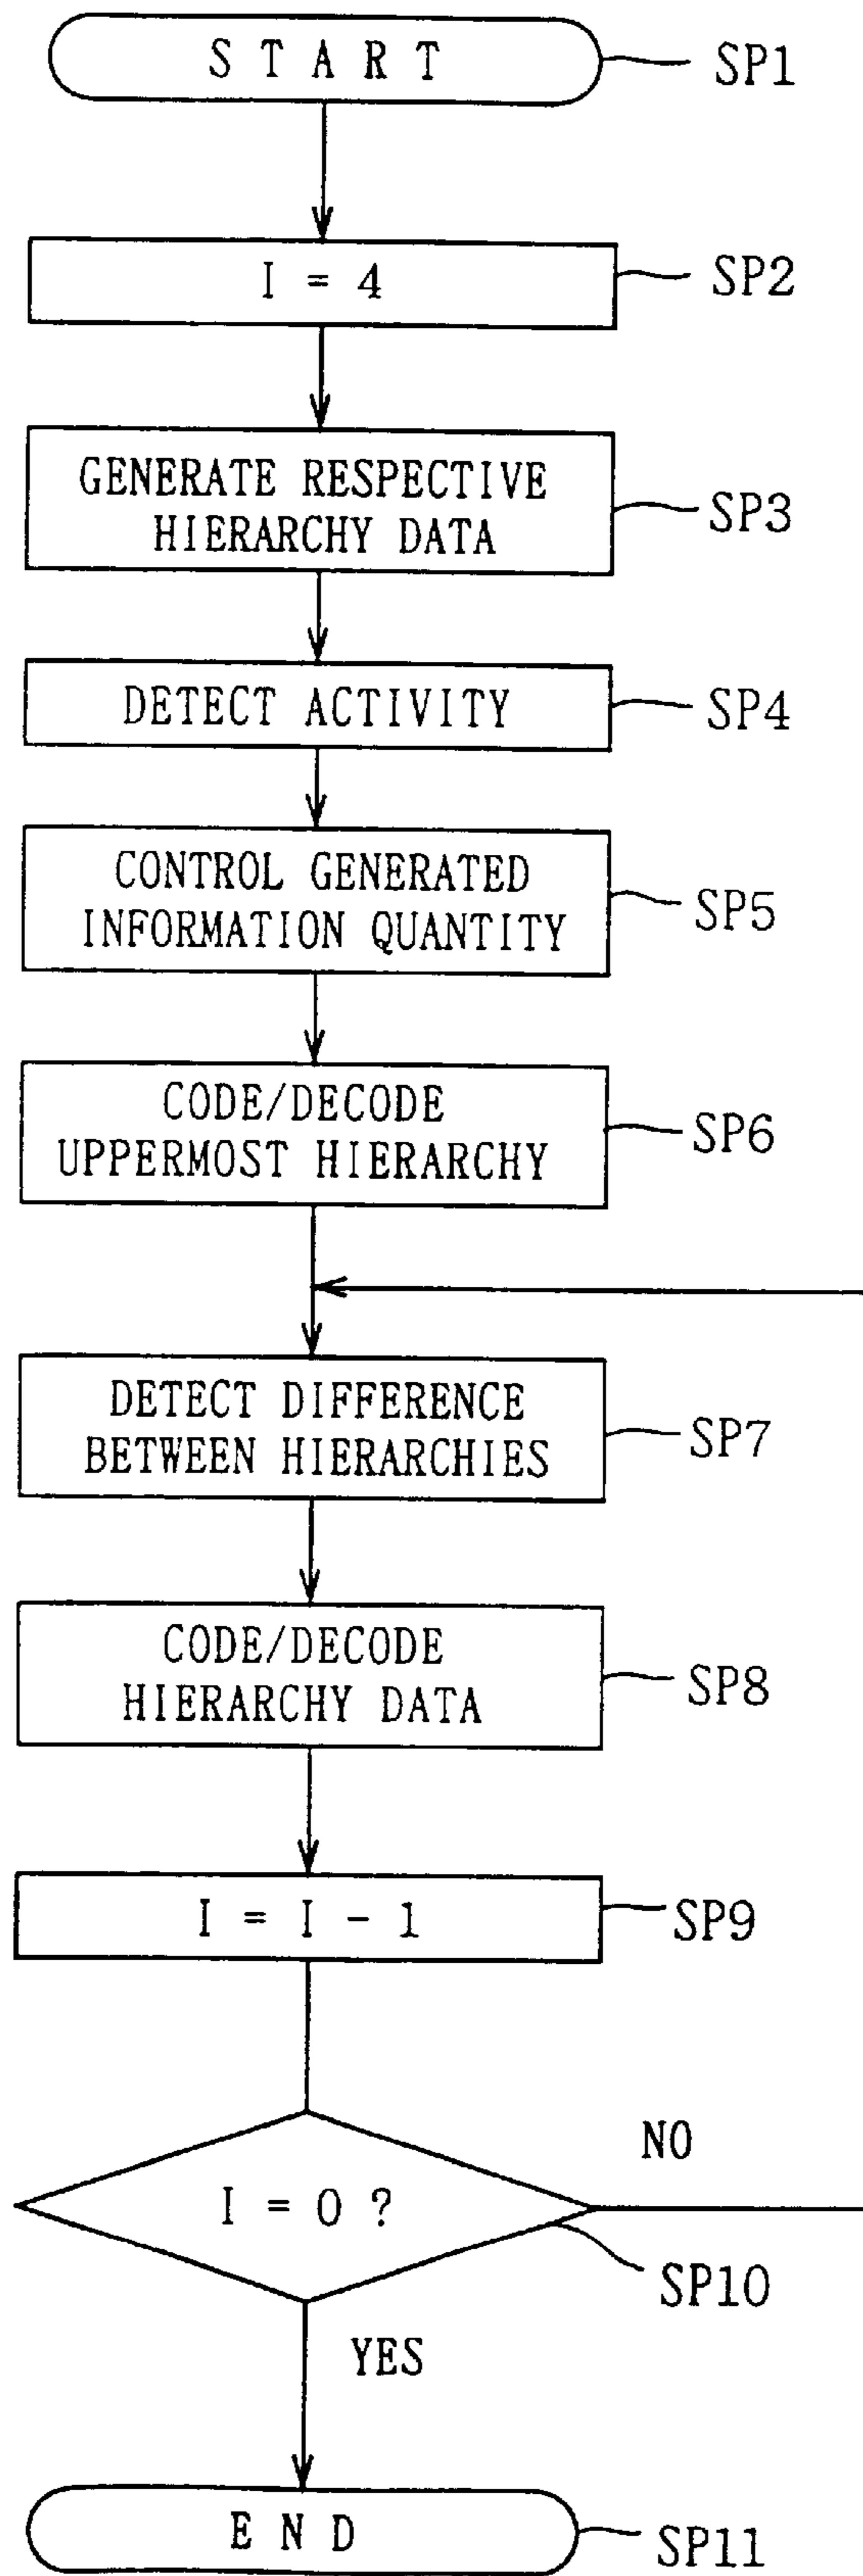 START
SP1
I = 4
SP2
GENERATE RESPECTIVE
HIERARCHY DATA
SP3
DETECT ACTIVITY
SP4
CONTROL GENERATED
INFORMATION QUANTITY
SP5
CODE/DECODE
UPPERMOST HIERARCHY
SP6
DETECT DIFFERENCE
BETWEEN HIERARCHIES
SP7
CODE/DECODE
HIERARCHY DATA
SP8
I = I - 1
SP9
NO
I = 0 ?
SP10
YES
END
SP11